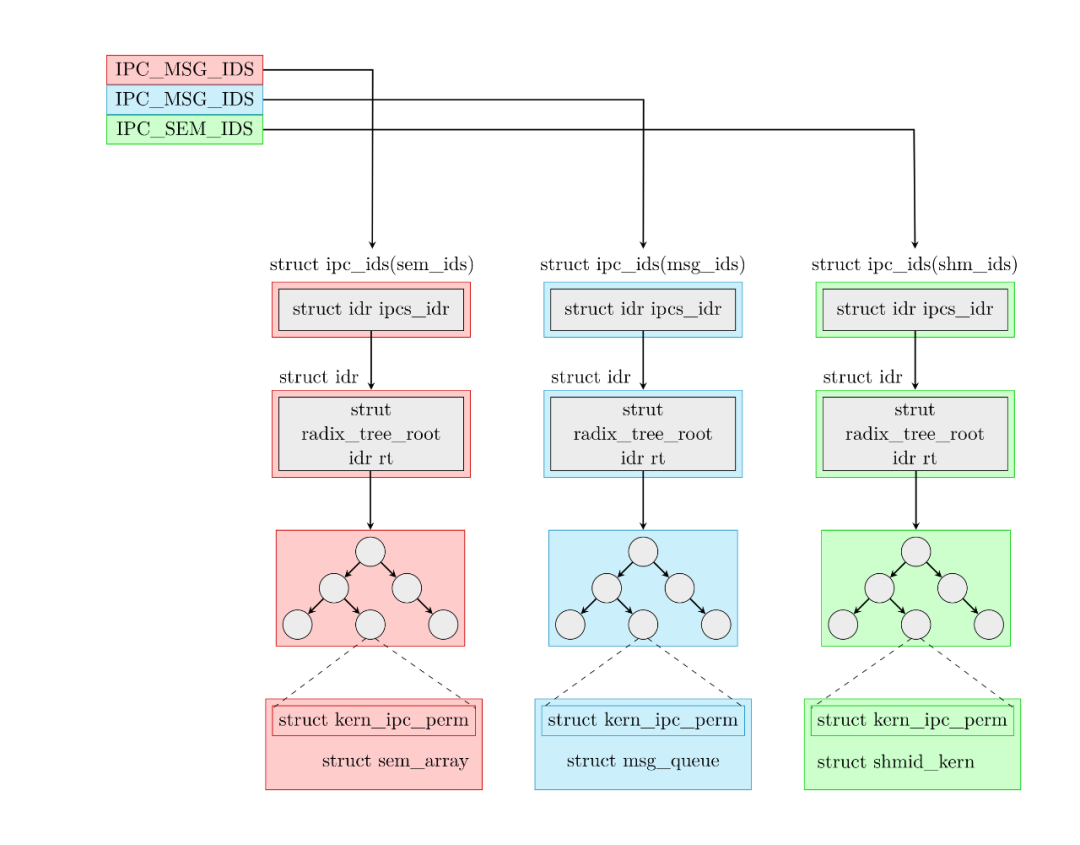 IPC_MSG_IDS
IPC_MSG_IDS
IPC_SEM_IDS
struct ipc_ids(sem_ids)
struct ipc_ids(msg_ids)
struct ipc_ids(shm_ids)
struct idr ipcs_idr
struct idr ipcs_idr
struct idr ipcs_idr
struct idr
struct idr
struct idr
strut
radix_tree_root
idr rt
strut
radix_tree_root
idr rt
strut
radix_tree_root
idr rt
struct kern_ipc_perm
struct sem_array
struct kern_ipc_perm
struct msg_queue
struct kern_ipc_perm
struct shmid_kern